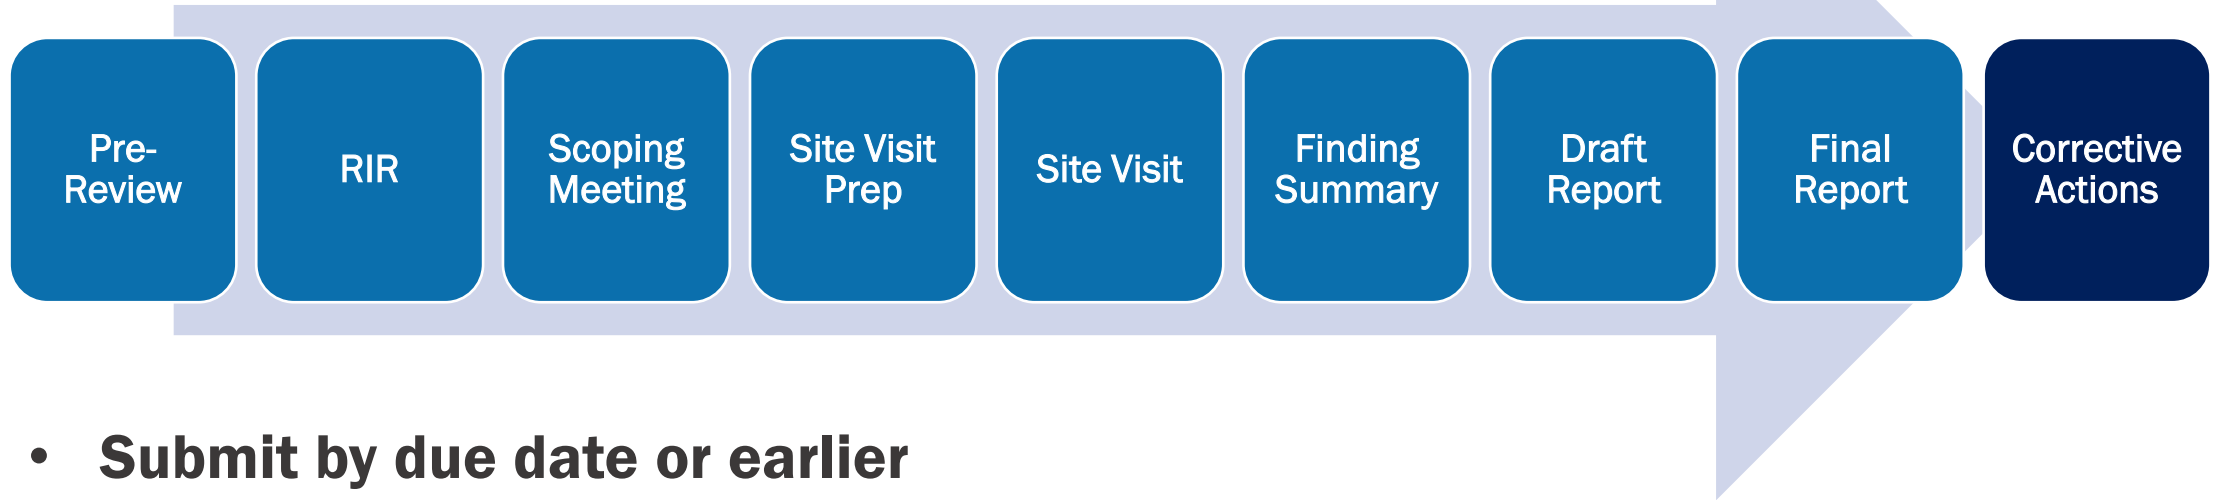 Pre-
Review
RIR
Scoping
Meeting
Site Visit
Prep
Site Visit
Finding
Summary
Draft
Report
Final
Report
Corrective
Actions
• Submit by due date or earlier